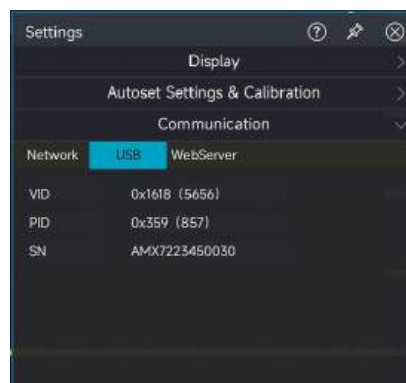 Settings
Display
Autoset Settings & Calibration
Communication
Network USB WebServer
VID 0x1618 (5656)
PID 0x359 (857)
SN AMX7223450030